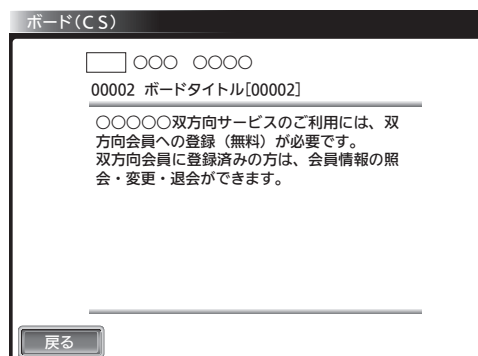 ボード(CS)
○○○ ○○○○
00002 ボードタイトル[00002]
○○○○○双方向サービスのご利用には、双
方向会員への登録（無料）が必要です。
双方向会員に登録済みの方は、会員情報の照
会・変更・退会ができます。
戻る